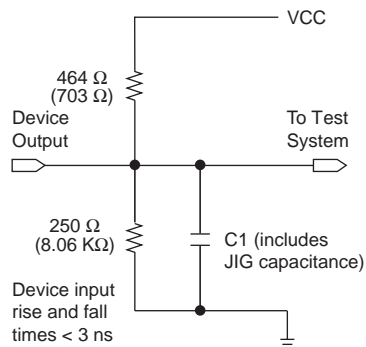 VCC
464 Ω
(703 Ω)
Device
Output
To Test
System
250 Ω
(8.06 KΩ)
C1 (includes
JIG capacitance)
Device input
rise and fall
times < 3 ns